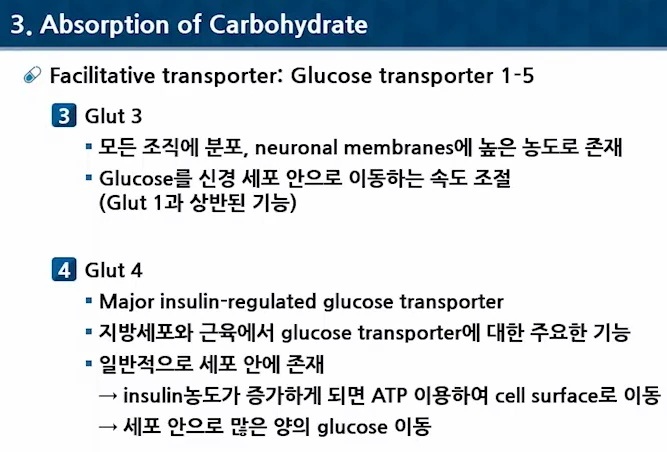 3. Absorption of Carbohydrate
Facilitative transporter: Glucose transporter 1-5
3 Glut 3
▪ 모든 조직에 분포, neuronal membranes에 높은 농도로 존재
▪ Glucose를 신경 세포 안으로 이동하는 속도 조절
(Glut 1과 상반된 기능)
4 Glut 4
▪ Major insulin-regulated glucose transporter
▪ 지방세포와 근육에서 glucose transporter에 대한 주요한 기능
▪ 일반적으로 세포 안에 존재
→ insulin농도가 증가하게 되면 ATP 이용하여 cell surface로 이동
→ 세포 안으로 많은 양의 glucose 이동